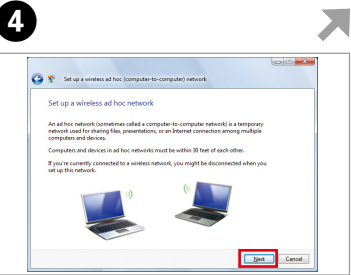 4
Set up a wireless ad hoc (computer-to-computer) network
Set up a wireless ad hoc network
An ad hoc network (sometimes called a computer-to-computer network) is a temporary
network used for sharing files, presentations, or an Internet connection among multiple
computers and devices.
Computers and devices in ad hoc networks must be within 30 feet of each other.
If you're currently connected to a wireless network, you might be disconnected when you
set up this network.
Next Cancel